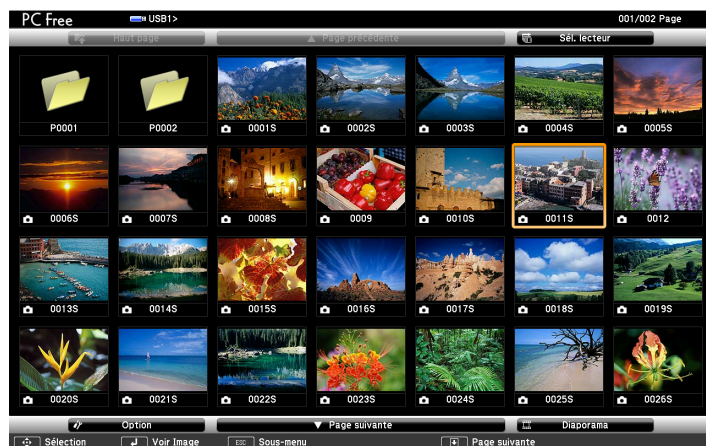 PC Free USB1> 001/002 Page
Haut page ▲ Page précédente Sél. lecteur
P0001 P0002 0001S 0002S 0003S 0004S 0005S
0006S 0007S 0008S 0009 0010S 0011S 0012
0013S 0014S 0015S 0016S 0017S 0018S 0019S
0020S 0021S 0022S 0023S 0024S 0025S 0026S
Option ▼ Page suivante Diaporama
Sélection Voir Image ESC Sous-menu Page suivante